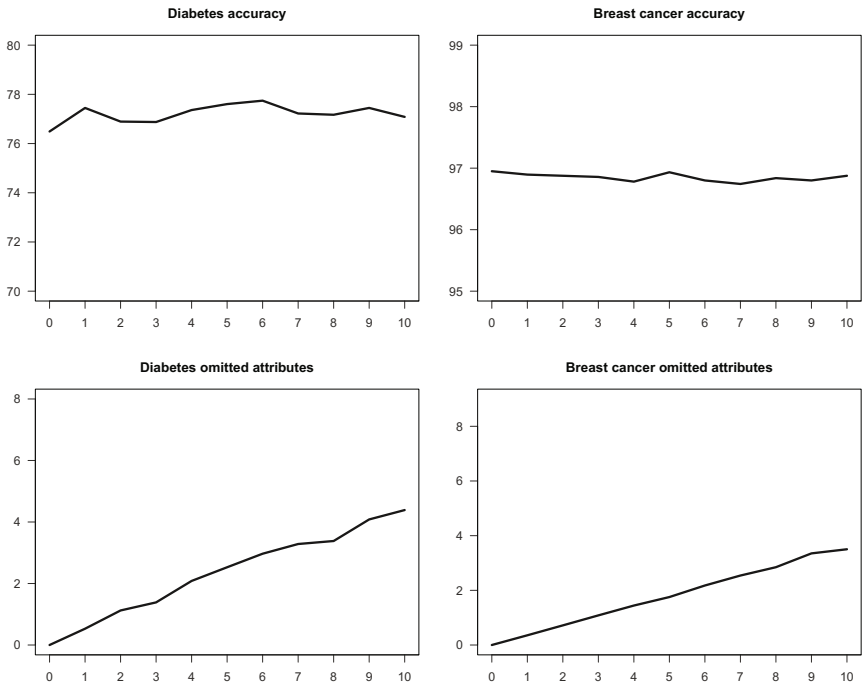 Diabetes accuracy
80
78
76
74
72
70
0 1 2 3 4 5 6 7 8 9 10
Breast cancer accuracy
99
98
97
96
95
0 1 2 3 4 5 6 7 8 9 10
Diabetes omitted attributes
8
6
4
2
0
0 1 2 3 4 5 6 7 8 9 10
Breast cancer omitted attributes
8
6
4
2
0
0 1 2 3 4 5 6 7 8 9 10